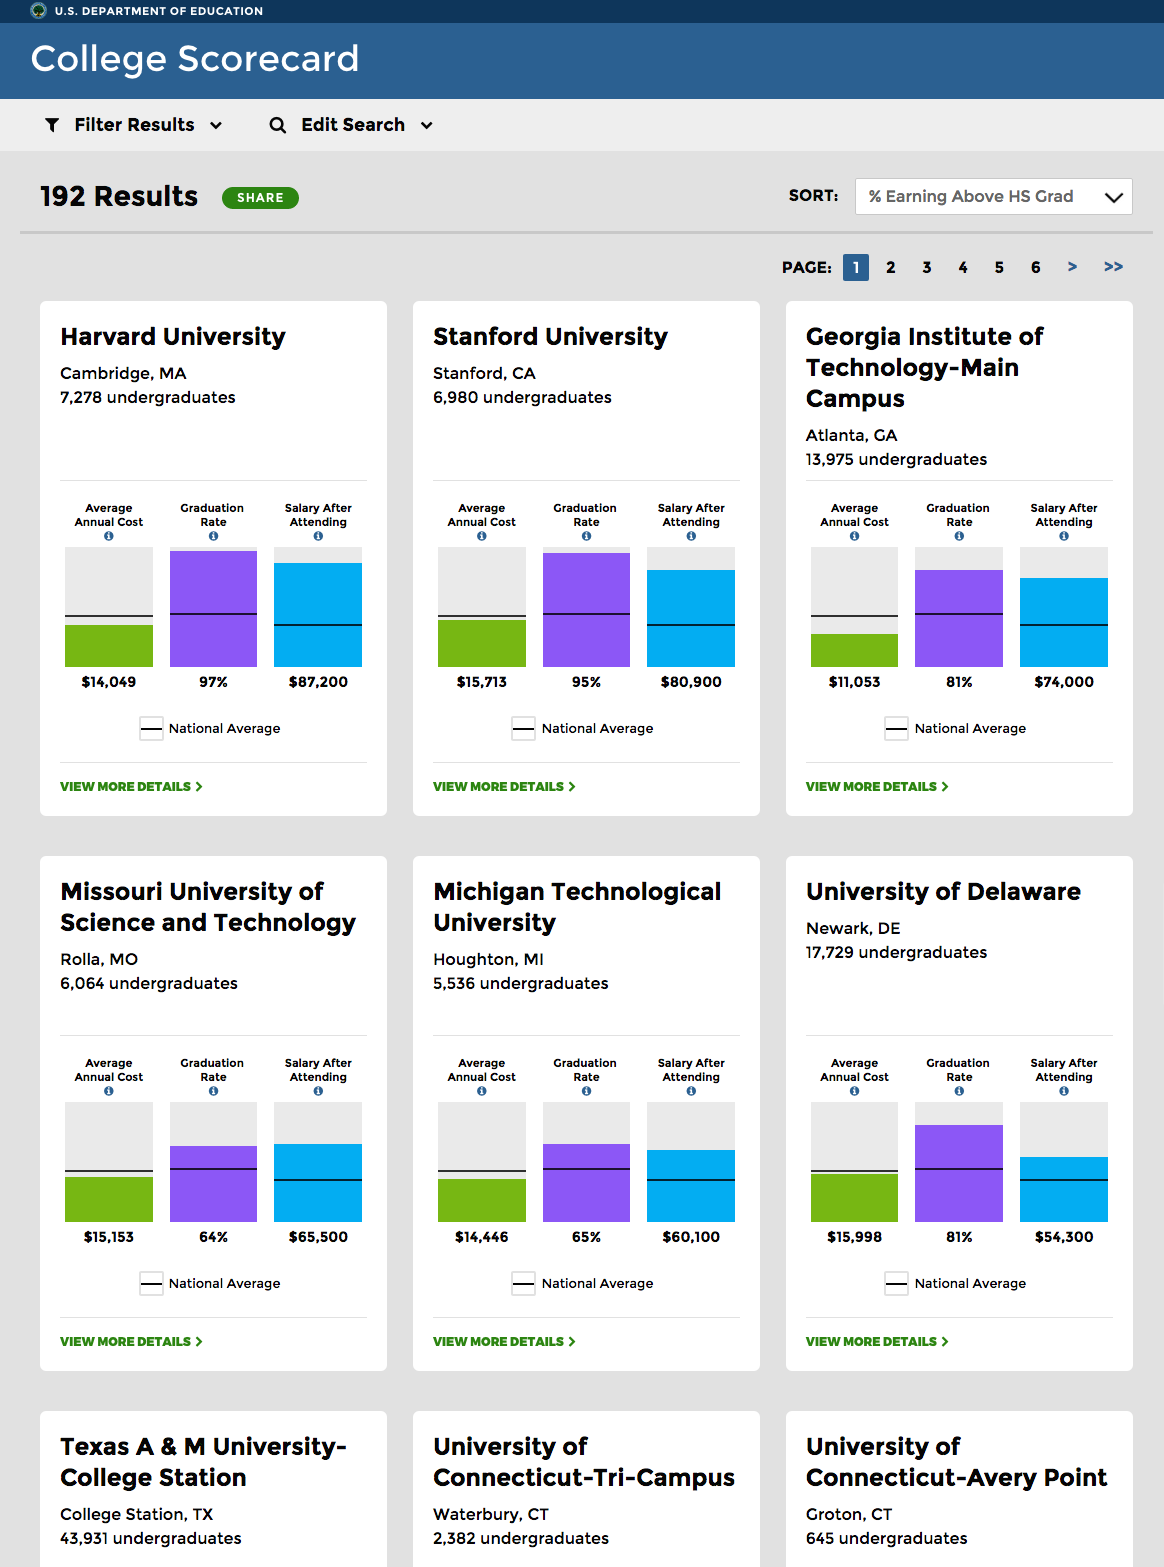 U.S. DEPARTMENT OF EDUCATION
College Scorecard
Filter Results
Edit Search
192 Results
SHARE
SORT:
% Earning Above HS Grad
PAGE: 1 2 3 4 5 6 > >>
Harvard University
Cambridge, MA
7,278 undergraduates
Average
Annual Cost
Graduation
Rate
Salary After
Attending
$14,049
97%
$87,200
National Average
VIEW MORE DETAILS >
Stanford University
Stanford, CA
6,980 undergraduates
Average
Annual Cost
Graduation
Rate
Salary After
Attending
$15,713
95%
$80,900
National Average
VIEW MORE DETAILS >
Georgia Institute of
Technology-Main
Campus
Atlanta, GA
13,975 undergraduates
Average
Annual Cost
Graduation
Rate
Salary After
Attending
$11,053
81%
$74,000
National Average
VIEW MORE DETAILS >
Missouri University of
Science and Technology
Rolla, MO
6,064 undergraduates
Average
Annual Cost
Graduation
Rate
Salary After
Attending
$15,153
64%
$65,500
National Average
VIEW MORE DETAILS >
Michigan Technological
University
Houghton, MI
5,536 undergraduates
Average
Annual Cost
Graduation
Rate
Salary After
Attending
$14,446
65%
$60,100
National Average
VIEW MORE DETAILS >
University of Delaware
Newark, DE
17,729 undergraduates
Average
Annual Cost
Graduation
Rate
Salary After
Attending
$15,998
81%
$54,300
National Average
VIEW MORE DETAILS >
Texas A & M University-
College Station
College Station, TX
43,931 undergraduates
University of
Connecticut-Tri-Campus
Waterbury, CT
2,382 undergraduates
University of
Connecticut-Avery Point
Groton, CT
645 undergraduates